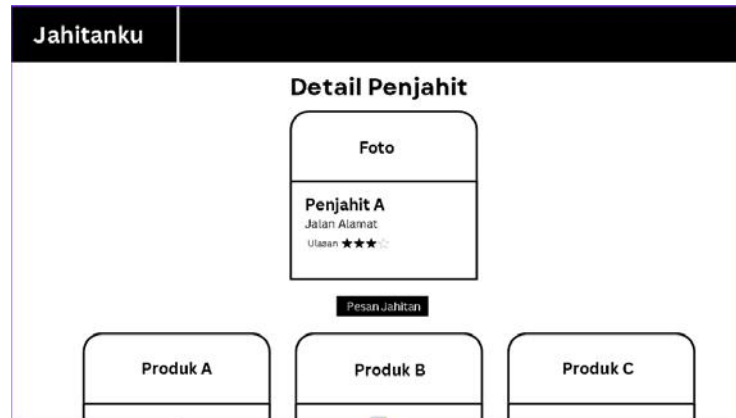 Jahitanku
Detail Penjahit
Foto
Penjahit A
Jalan Alamat
Ulasan ★★★☆
Pesan Jahitan
Produk A
Produk B
Produk C